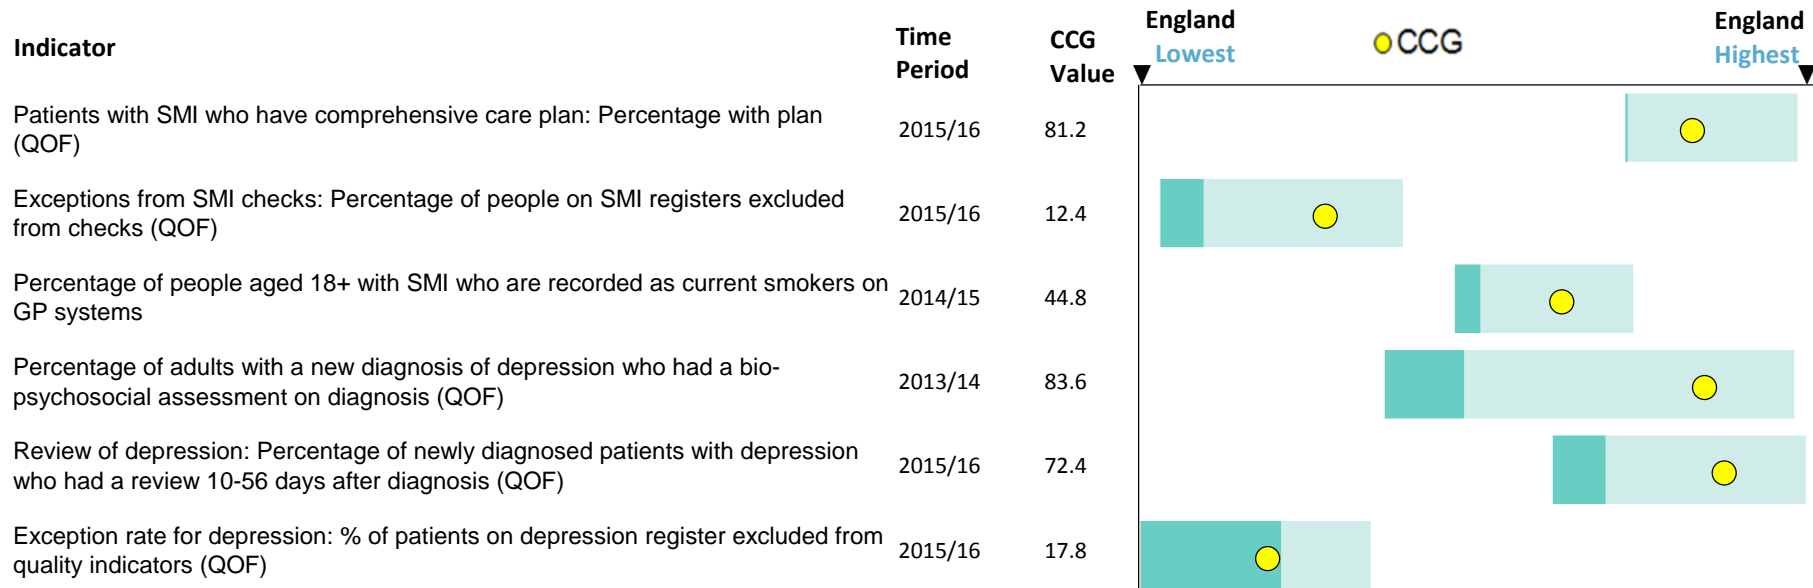 Indicator
Time
Period
CCG
Value
England
Lowest
CCG
England
Highest
Patients with SMI who have comprehensive care plan: Percentage with plan
(QOF)
2015/16
81.2
Exceptions from SMI checks: Percentage of people on SMI registers excluded
from checks (QOF)
2015/16
12.4
Percentage of people aged 18+ with SMI who are recorded as current smokers on
GP systems
2014/15
44.8
Percentage of adults with a new diagnosis of depression who had a bio-
psychosocial assessment on diagnosis (QOF)
2013/14
83.6
Review of depression: Percentage of newly diagnosed patients with depression
who had a review 10-56 days after diagnosis (QOF)
2015/16
72.4
Exception rate for depression: % of patients on depression register excluded from
quality indicators (QOF)
2015/16
17.8